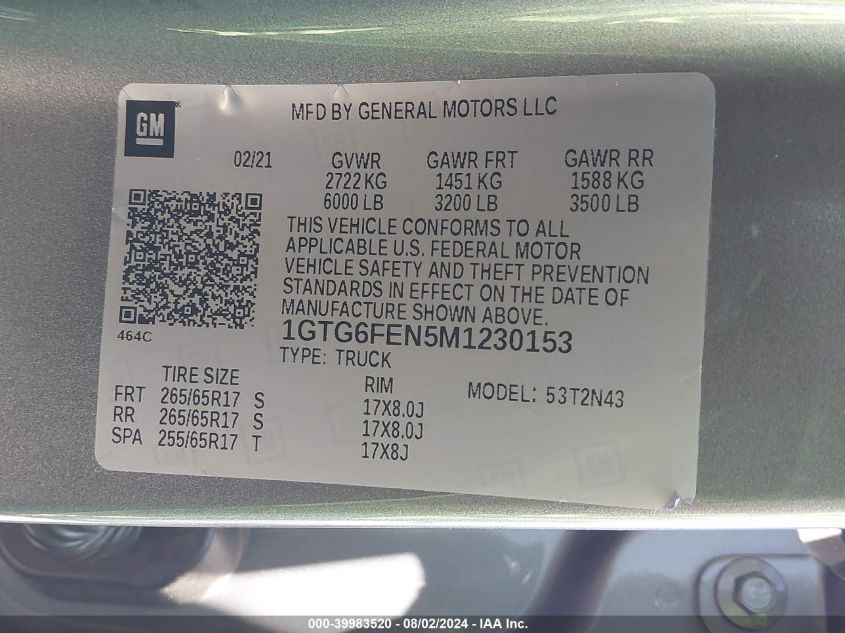 GM
MFD BY GENERAL MOTORS LLC
02/21 GVWR GAWR FRT GAWR RR
2722 KG 1451 KG 1588 KG
6000 LB 3200 LB 3500 LB
THIS VEHICLE CONFORMS TO ALL
APPLICABLE U.S. FEDERAL MOTOR
VEHICLE SAFETY AND THEFT PREVENTION
STANDARDS IN EFFECT ON THE DATE OF
MANUFACTURE SHOWN ABOVE.
464C
1GTG6FEN5M1230153
TYPE: TRUCK
TIRE SIZE RIM MODEL: 53T2N43
FRT 265/65R17 S 17X8.0J
RR 265/65R17 S 17X8.0J
SPA 255/65R17 T 17X8J
000-39983520 - 08/02/2024 - IAA Inc.